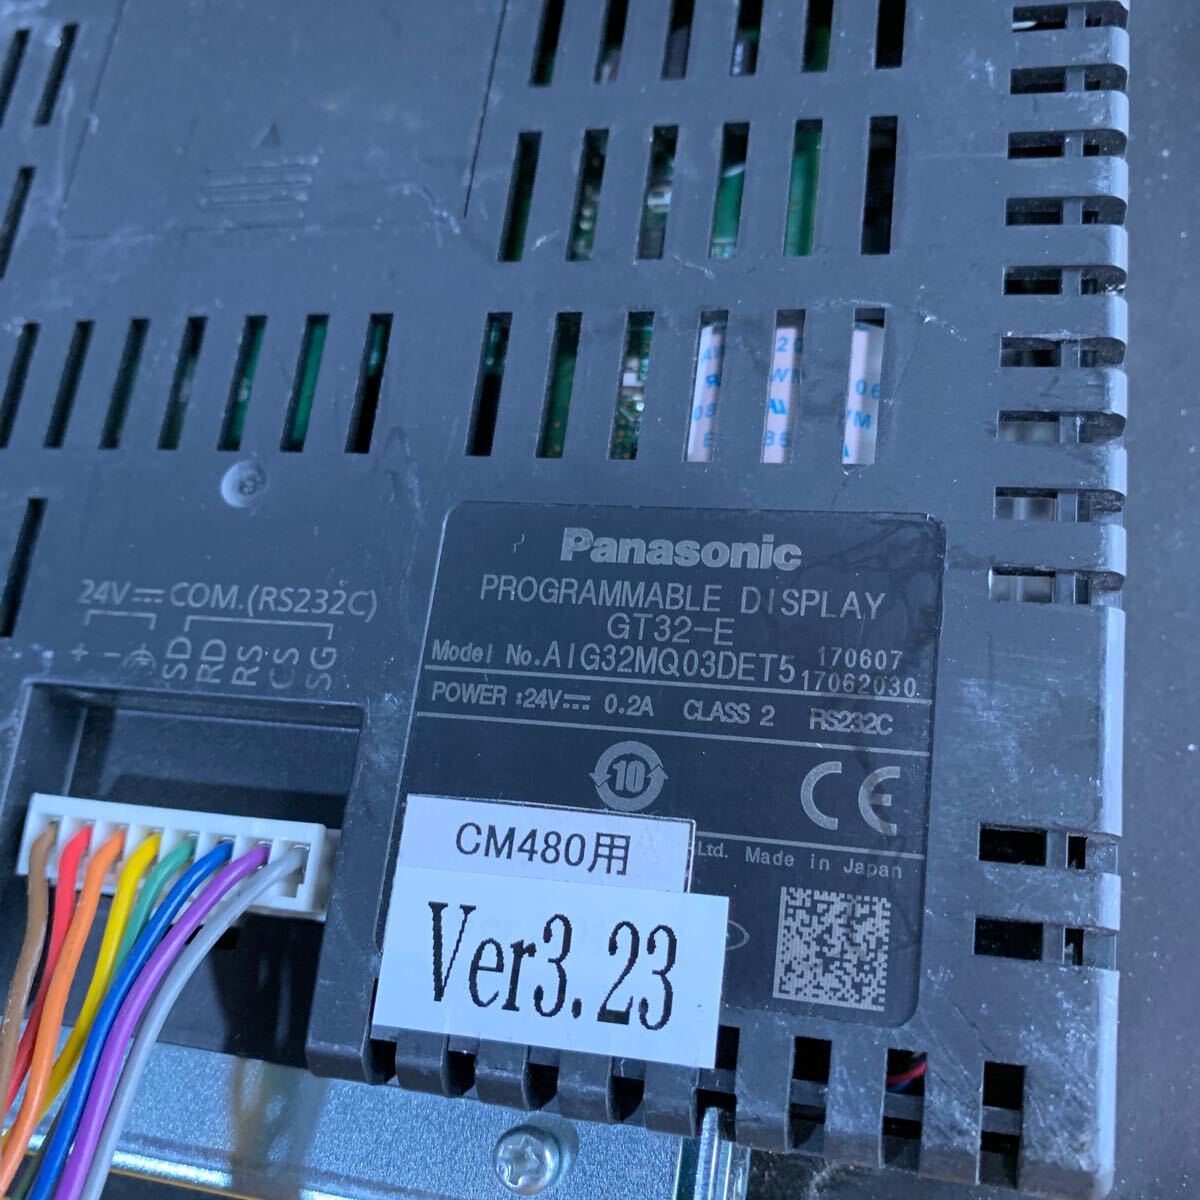 24V⎓ COM.(RS232C)
+ − SD RD RS CS SG
Panasonic
PROGRAMMABLE DISPLAY
GT32-E
Model No. AIG32MQ03DET5 170607
17062030
POWER :24V⎓ 0.2A CLASS 2 RS232C
10
CE
CM480用
Ltd. Made in Japan
Ver3.23